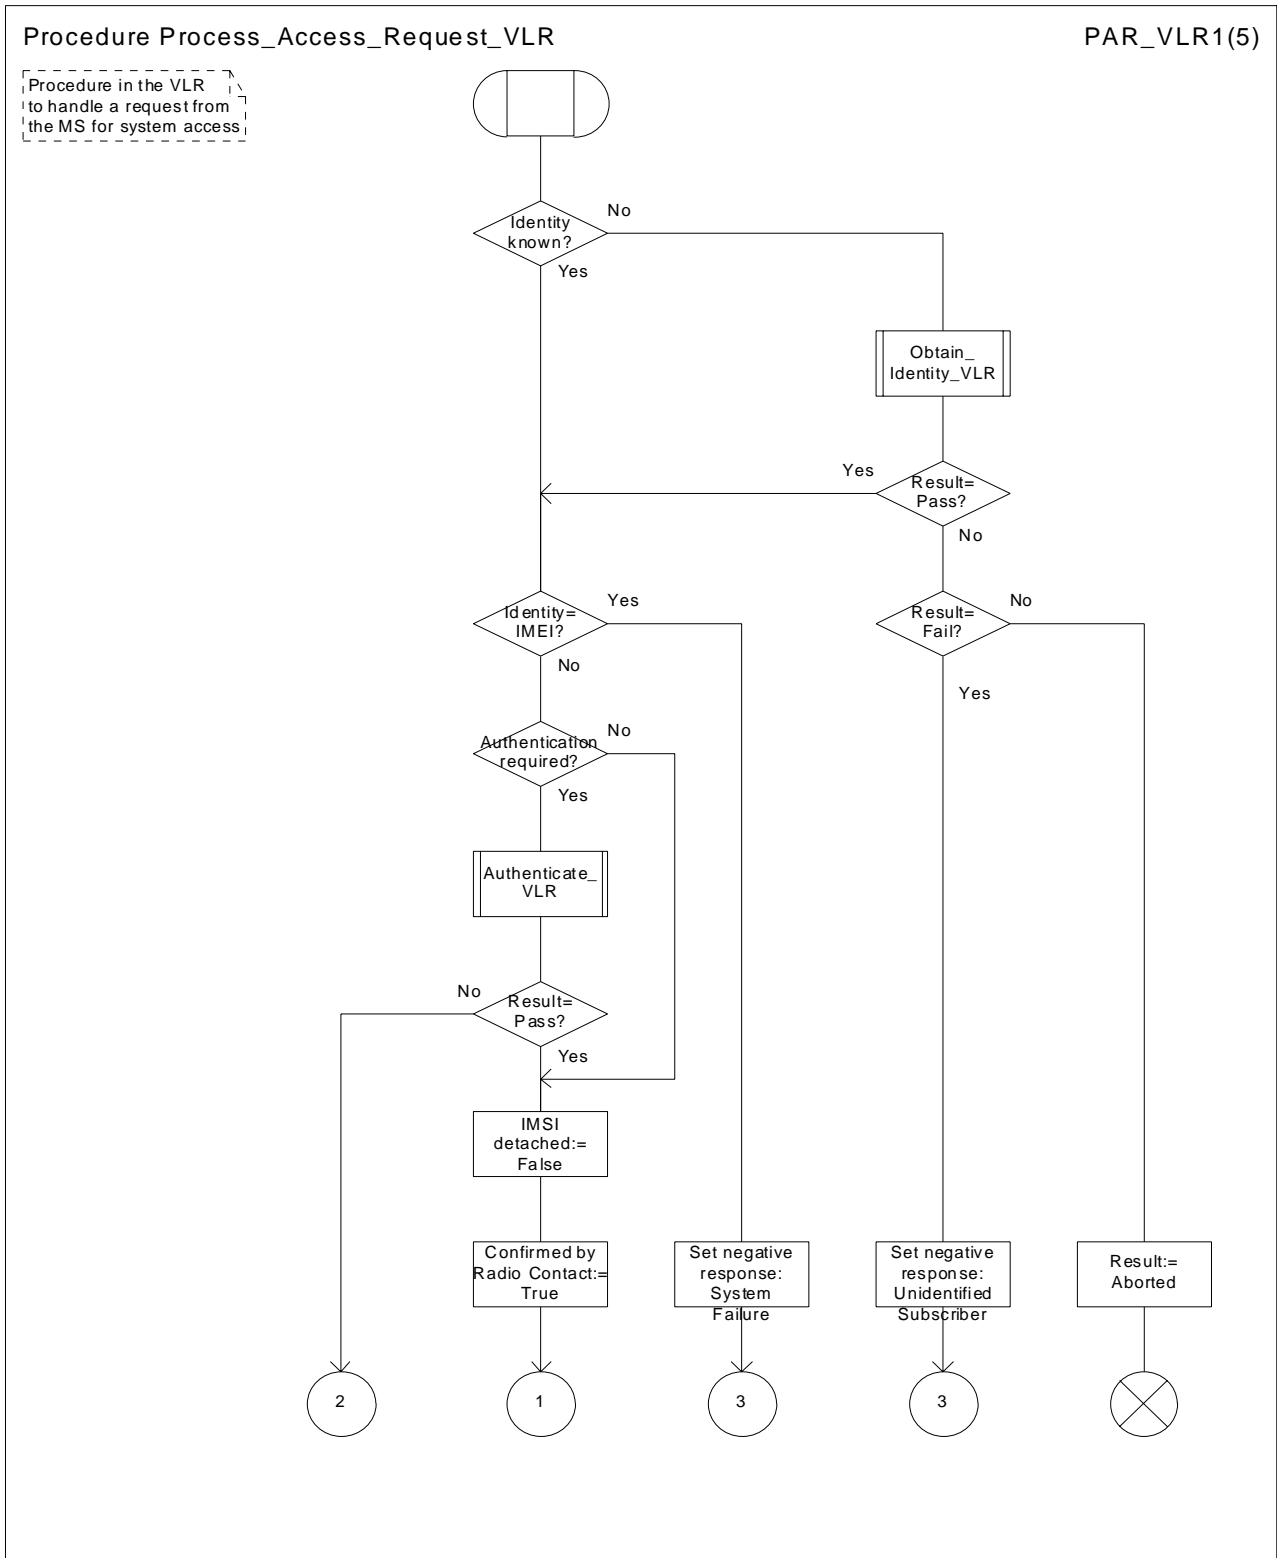 Procedure Process_Access_Request_VLR
PAR_VLR1(5)
Procedure in the VLR
to handle a request from
the MS for system access
Identity
known?
No
Yes
Obtain_
Identity_VLR
Yes
Result=
Pass?
No
Identity=
IMEI?
Yes
No
Result=
Fail?
No
Yes
Authentication
required?
No
Yes
Authenticate_
VLR
No
Result=
Pass?
Yes
IMSI
detached:=
False
Confirmed by
Radio Contact:=
True
Set negative
response:
System
Failure
Set negative
response:
Unidentified
Subscriber
Result:=
Aborted
2
1
3
3